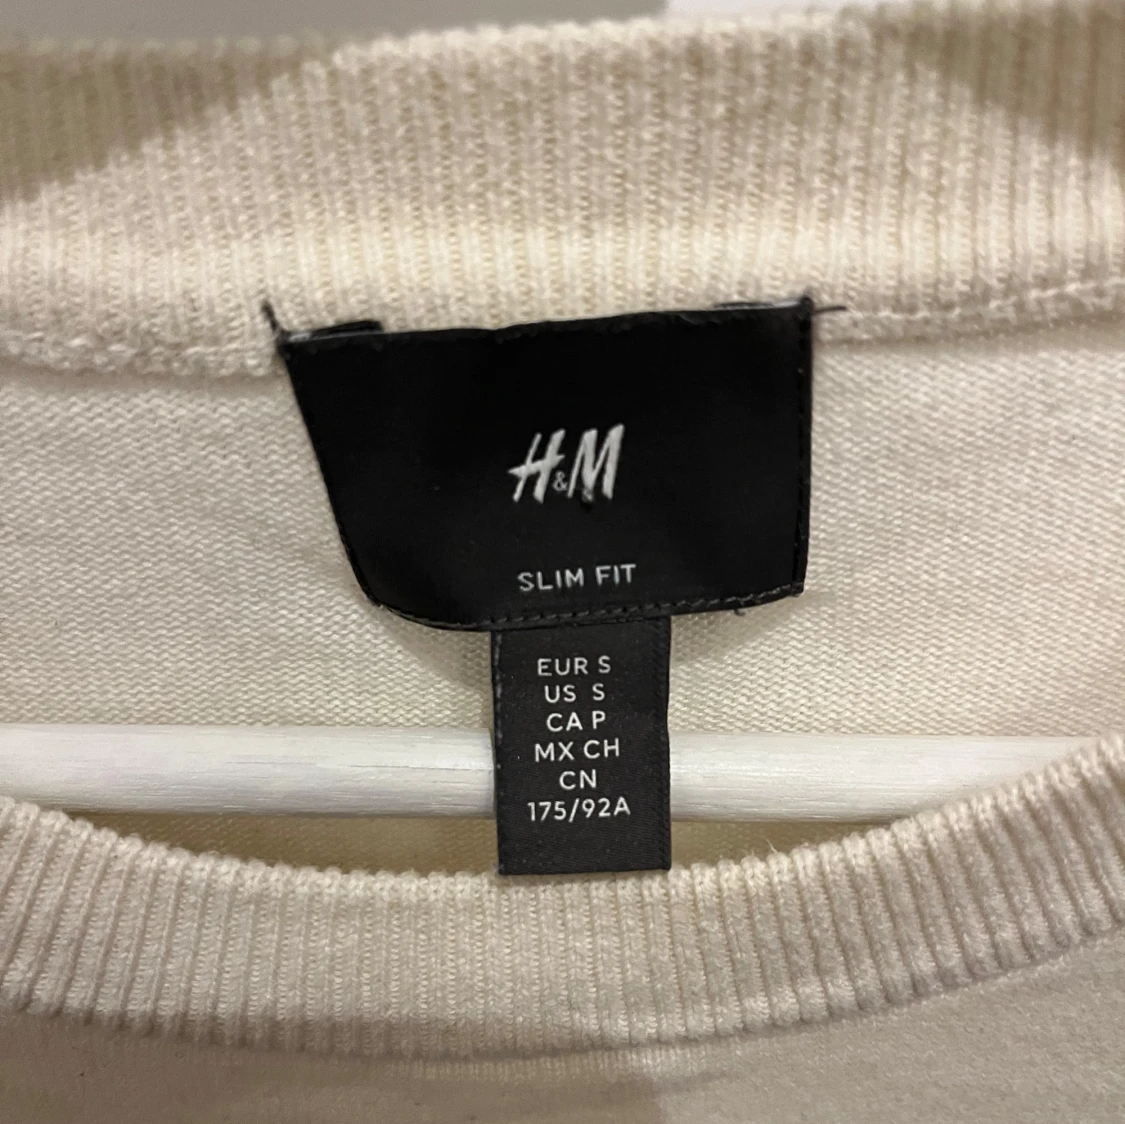 H&M
SLIM FIT
EUR S
US S
CA P
MX CH
CN
175/92A